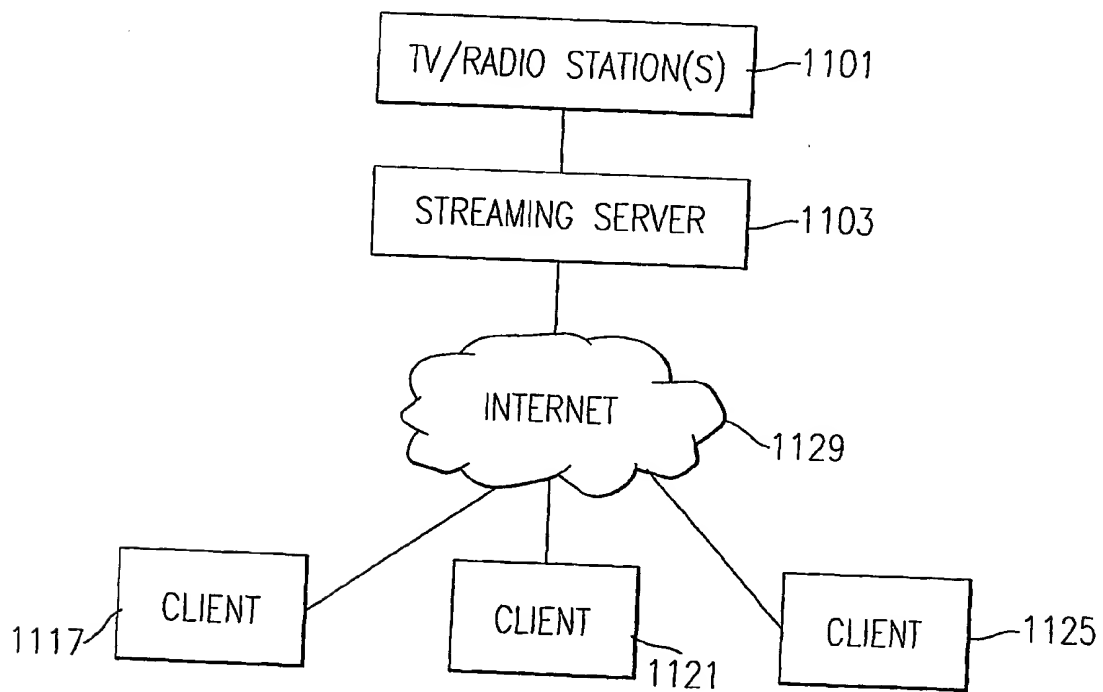 TV/RADIO STATION(S)
1101
STREAMING SERVER
1103
INTERNET
1129
CLIENT
1117
CLIENT
1121
CLIENT
1125